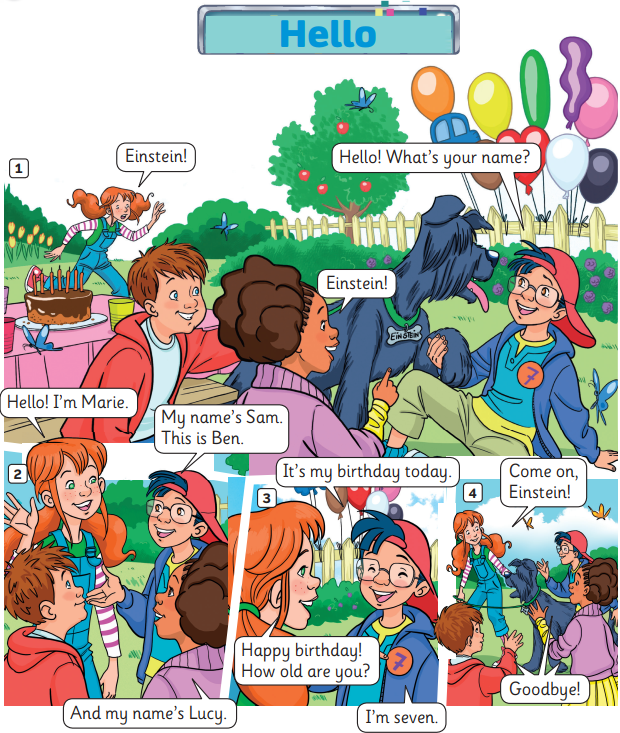 Hello
1
Einstein!
Hello! What's your name?
Einstein!
EINSTEIN
7
Hello! I'm Marie.
My name's Sam.
This is Ben.
2
And my name's Lucy.
It's my birthday today.
3
Happy birthday!
How old are you?
7
I'm seven.
Come on,
Einstein!
4
Goodbye!